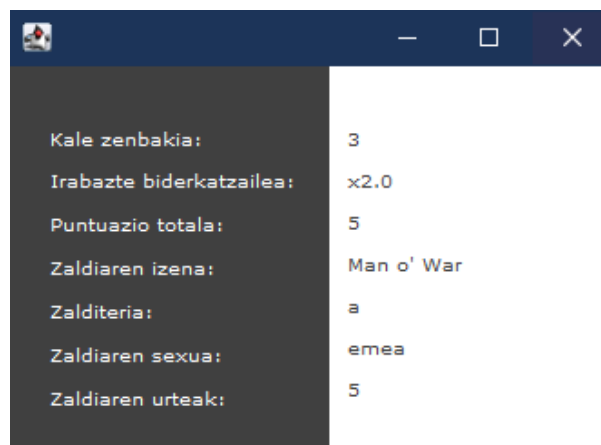 Kale zenbakia: 3
Irabazte biderkatzailea: x2.0
Puntuazio totala: 5
Zaldiaren izena: Man o' War
Zalditeria: a
Zaldiaren sexua: emea
Zaldiaren urteak: 5